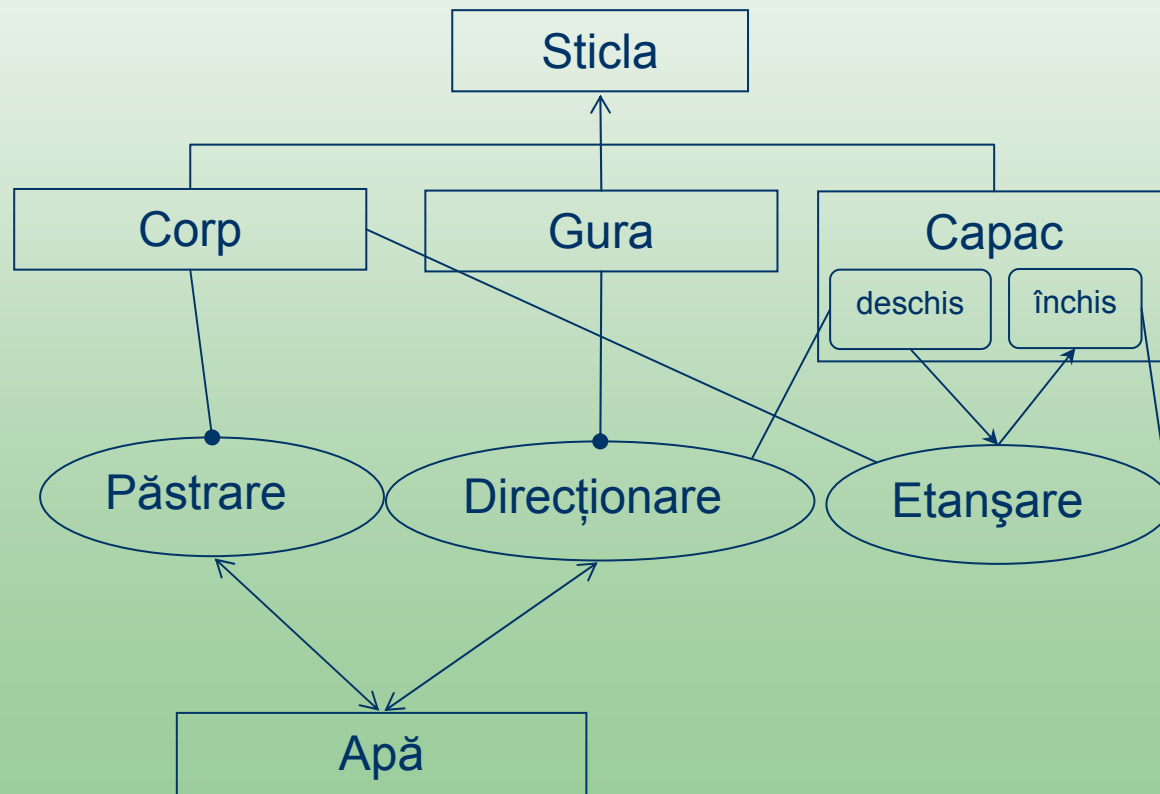 Sticla
Corp
Gura
Capac
deschis
închis
Păstrare
Direcționare
Etanşare
Apă